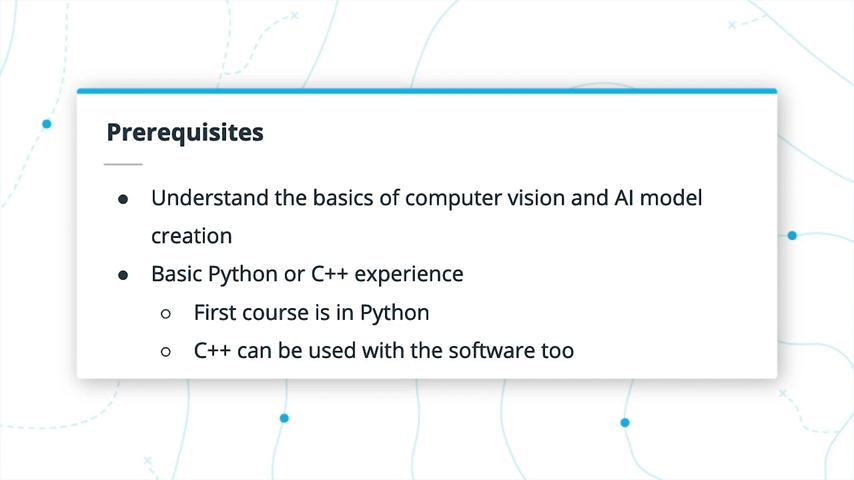 Prerequisites
● Understand the basics of computer vision and AI model
creation
● Basic Python or C++ experience
○ First course is in Python
○ C++ can be used with the software too